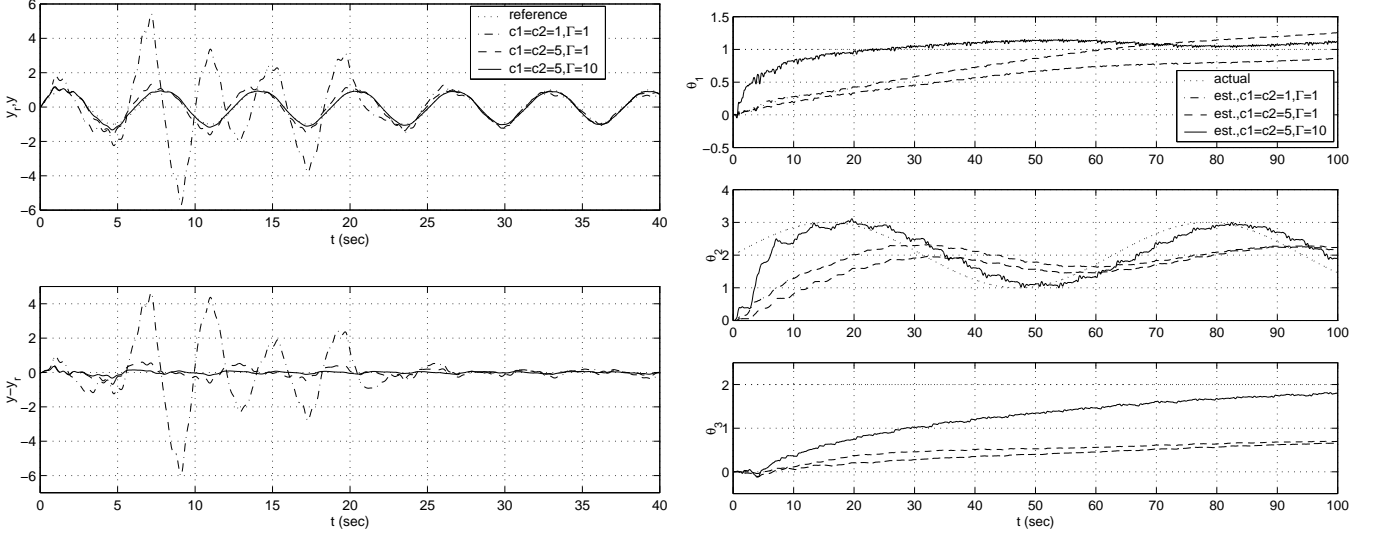 6
4
2
0
−2
−4
−6
0 5 10 15 20 25 30 35 40
t (sec)
y_r,y
reference
c1=c2=1,Γ=1
c1=c2=5,Γ=1
c1=c2=5,Γ=10
4
2
0
−2
−4
−6
0 5 10 15 20 25 30 35 40
t (sec)
y−y_r
1.5
1
0.5
0
−0.5
0 10 20 30 40 50 60 70 80 90 100
θ_1
actual
est.,c1=c2=1,Γ=1
est.,c1=c2=5,Γ=1
est.,c1=c2=5,Γ=10
4
3
2
1
0
0 10 20 30 40 50 60 70 80 90 100
θ_2
2
1
0
0 10 20 30 40 50 60 70 80 90 100
t (sec)
θ_3